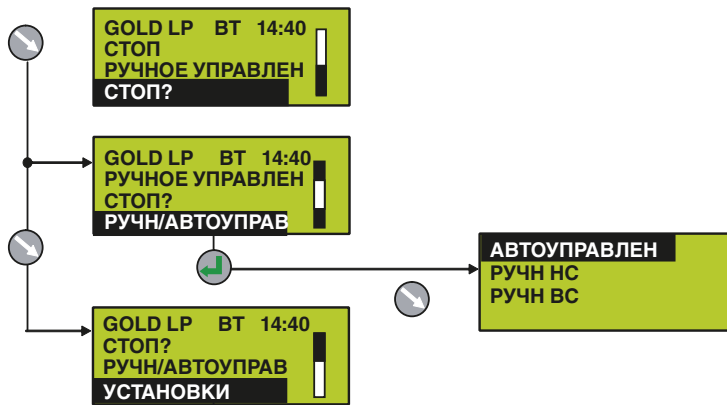 GOLD LP ВТ 14:40
СТОП
РУЧНОЕ УПРАВЛЕН
СТОП?
GOLD LP ВТ 14:40
РУЧНОЕ УПРАВЛЕН
СТОП?
РУЧН/АВТОУПРАВ
АВТОУПРАВЛЕН
РУЧН НС
РУЧН ВС
GOLD LP ВТ 14:40
СТОП?
РУЧН/АВТОУПРАВ
УСТАНОВКИ